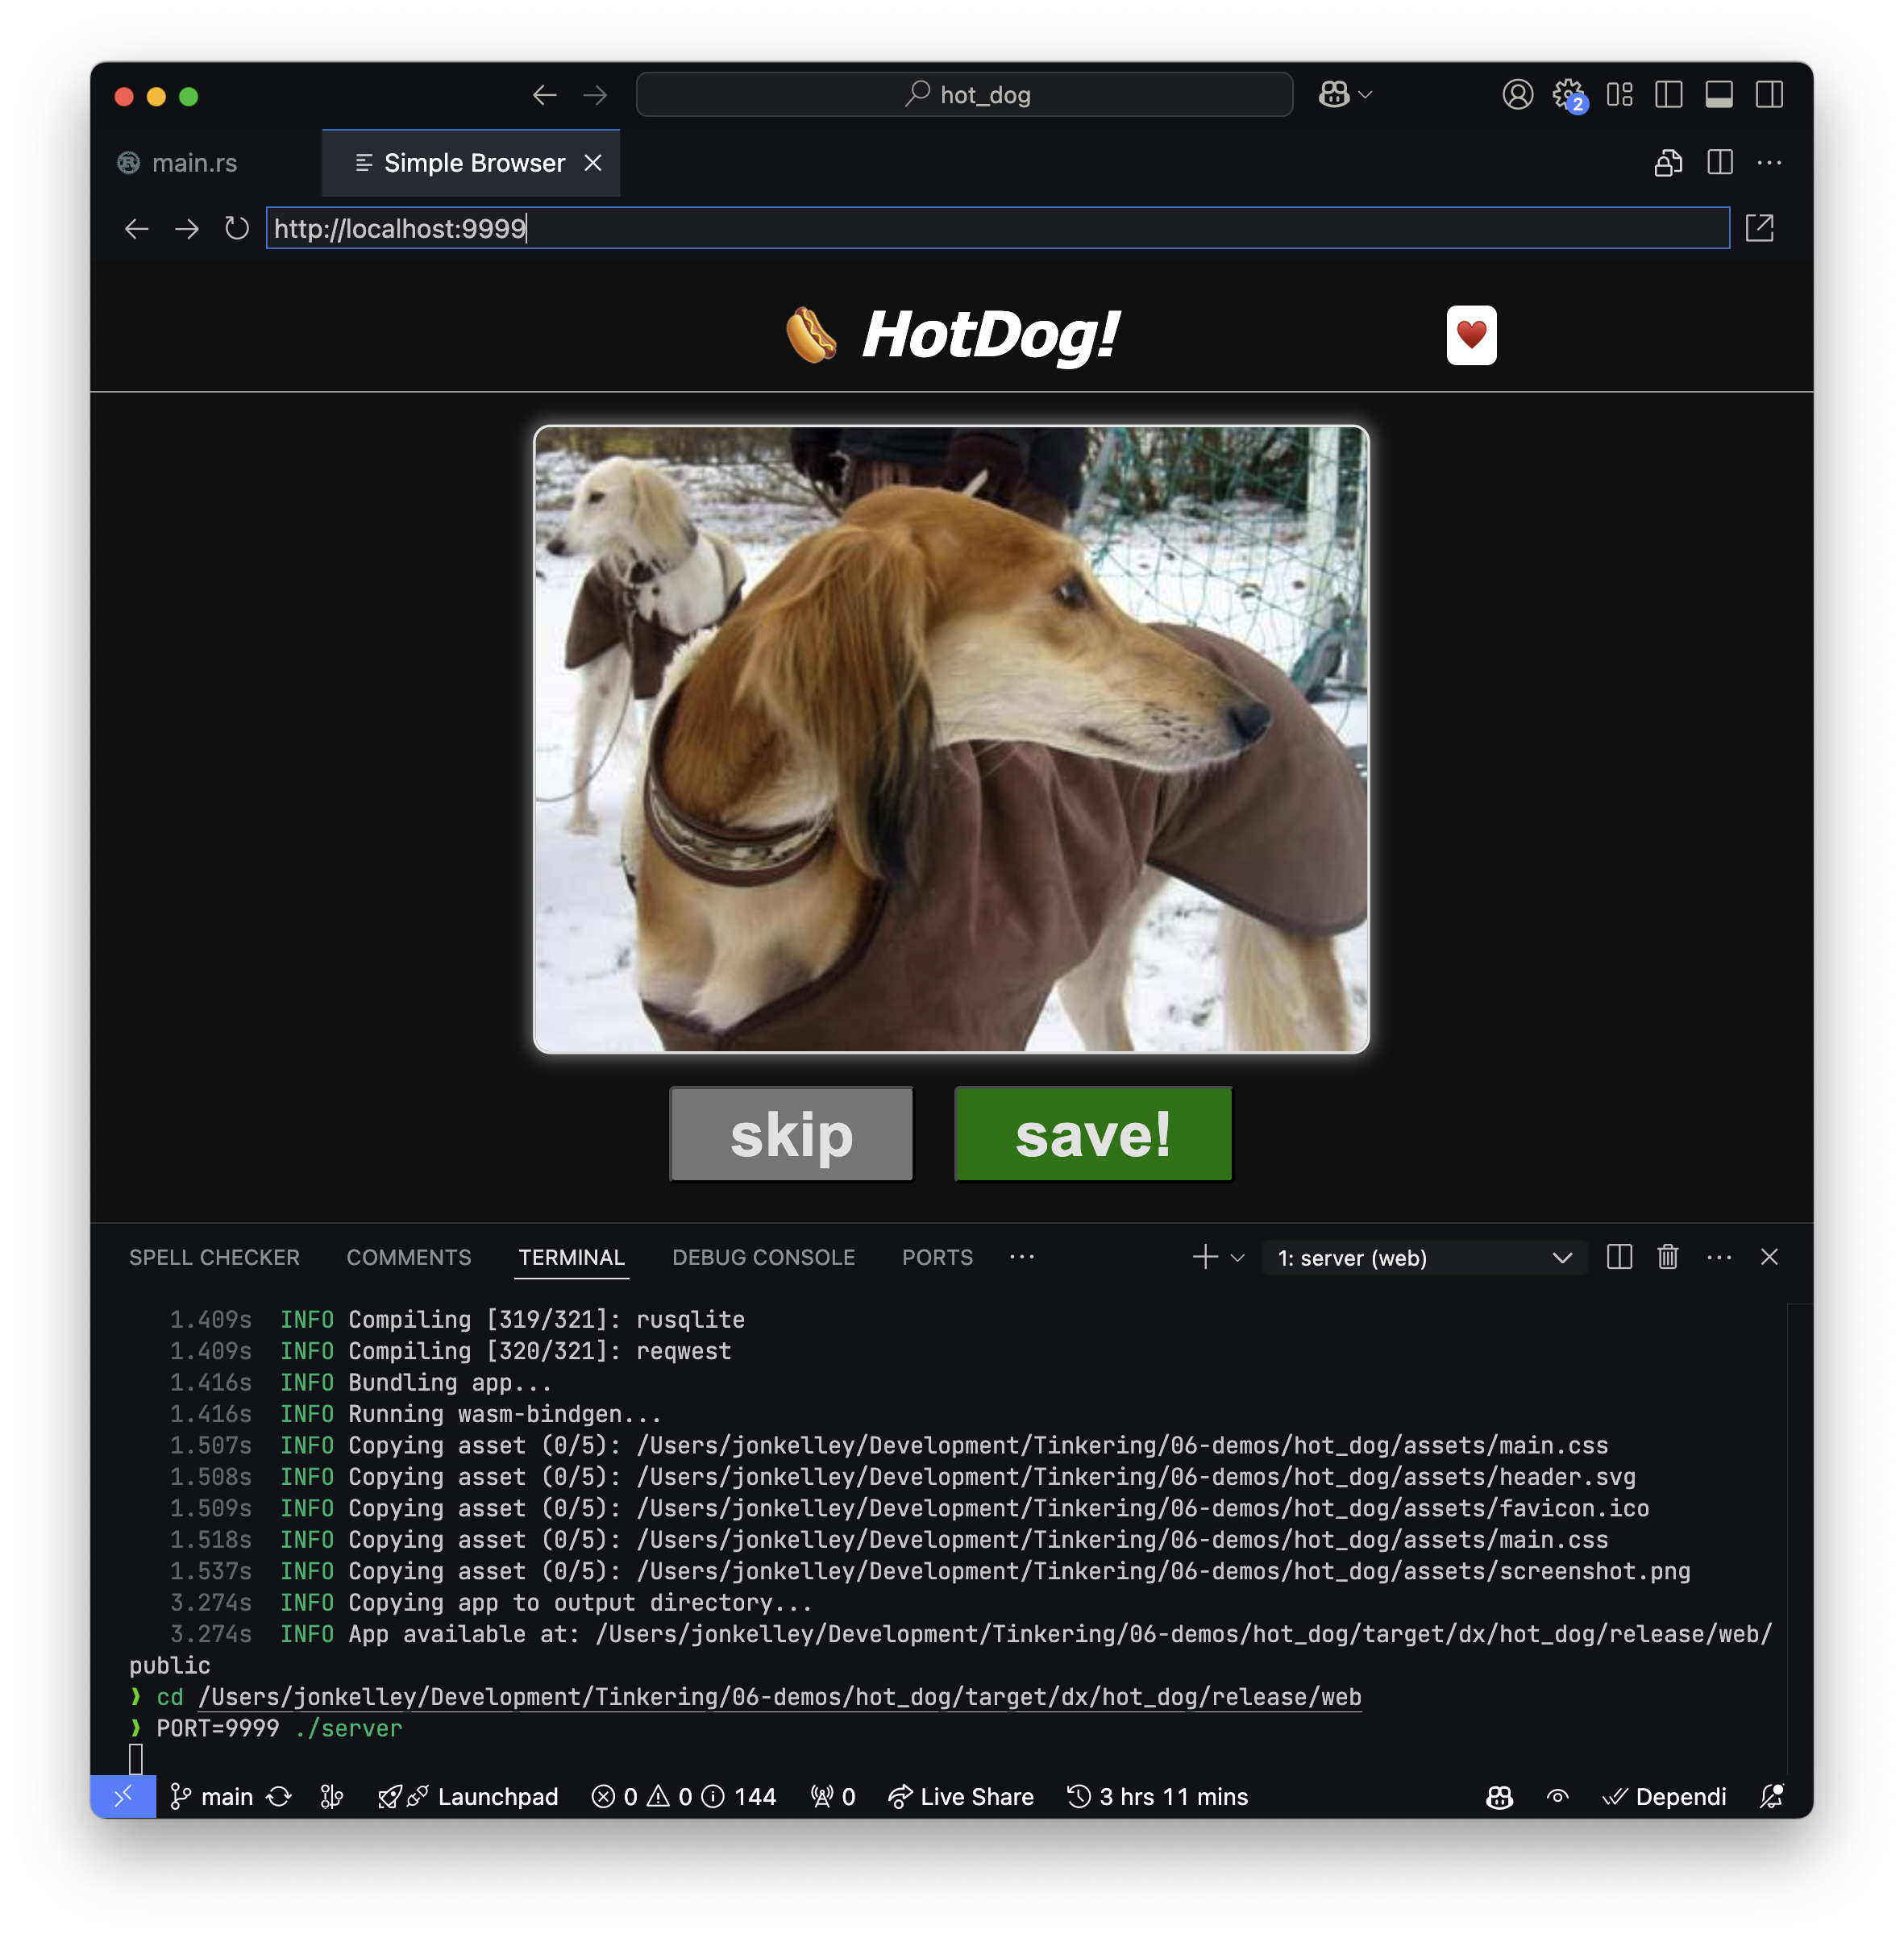 hot_dog
2
main.rs
Simple Browser
http://localhost:9999
HotDog!
skip
save!
SPELL CHECKER COMMENTS TERMINAL DEBUG CONSOLE PORTS
1: server (web)
1.409s INFO Compiling [319/321]: rusqlite
1.409s INFO Compiling [320/321]: reqwest
1.416s INFO Bundling app...
1.416s INFO Running wasm-bindgen...
1.507s INFO Copying asset (0/5): /Users/jonkelley/Development/Tinkering/06-demos/hot_dog/assets/main.css
1.508s INFO Copying asset (0/5): /Users/jonkelley/Development/Tinkering/06-demos/hot_dog/assets/header.svg
1.509s INFO Copying asset (0/5): /Users/jonkelley/Development/Tinkering/06-demos/hot_dog/assets/favicon.ico
1.518s INFO Copying asset (0/5): /Users/jonkelley/Development/Tinkering/06-demos/hot_dog/assets/main.css
1.537s INFO Copying asset (0/5): /Users/jonkelley/Development/Tinkering/06-demos/hot_dog/assets/screenshot.png
3.274s INFO Copying app to output directory...
3.274s INFO App available at: /Users/jonkelley/Development/Tinkering/06-demos/hot_dog/target/dx/hot_dog/release/web/
public
❯ cd /Users/jonkelley/Development/Tinkering/06-demos/hot_dog/target/dx/hot_dog/release/web
❯ PORT=9999 ./server
main Launchpad 0 0 144 0 Live Share 3 hrs 11 mins Dependi